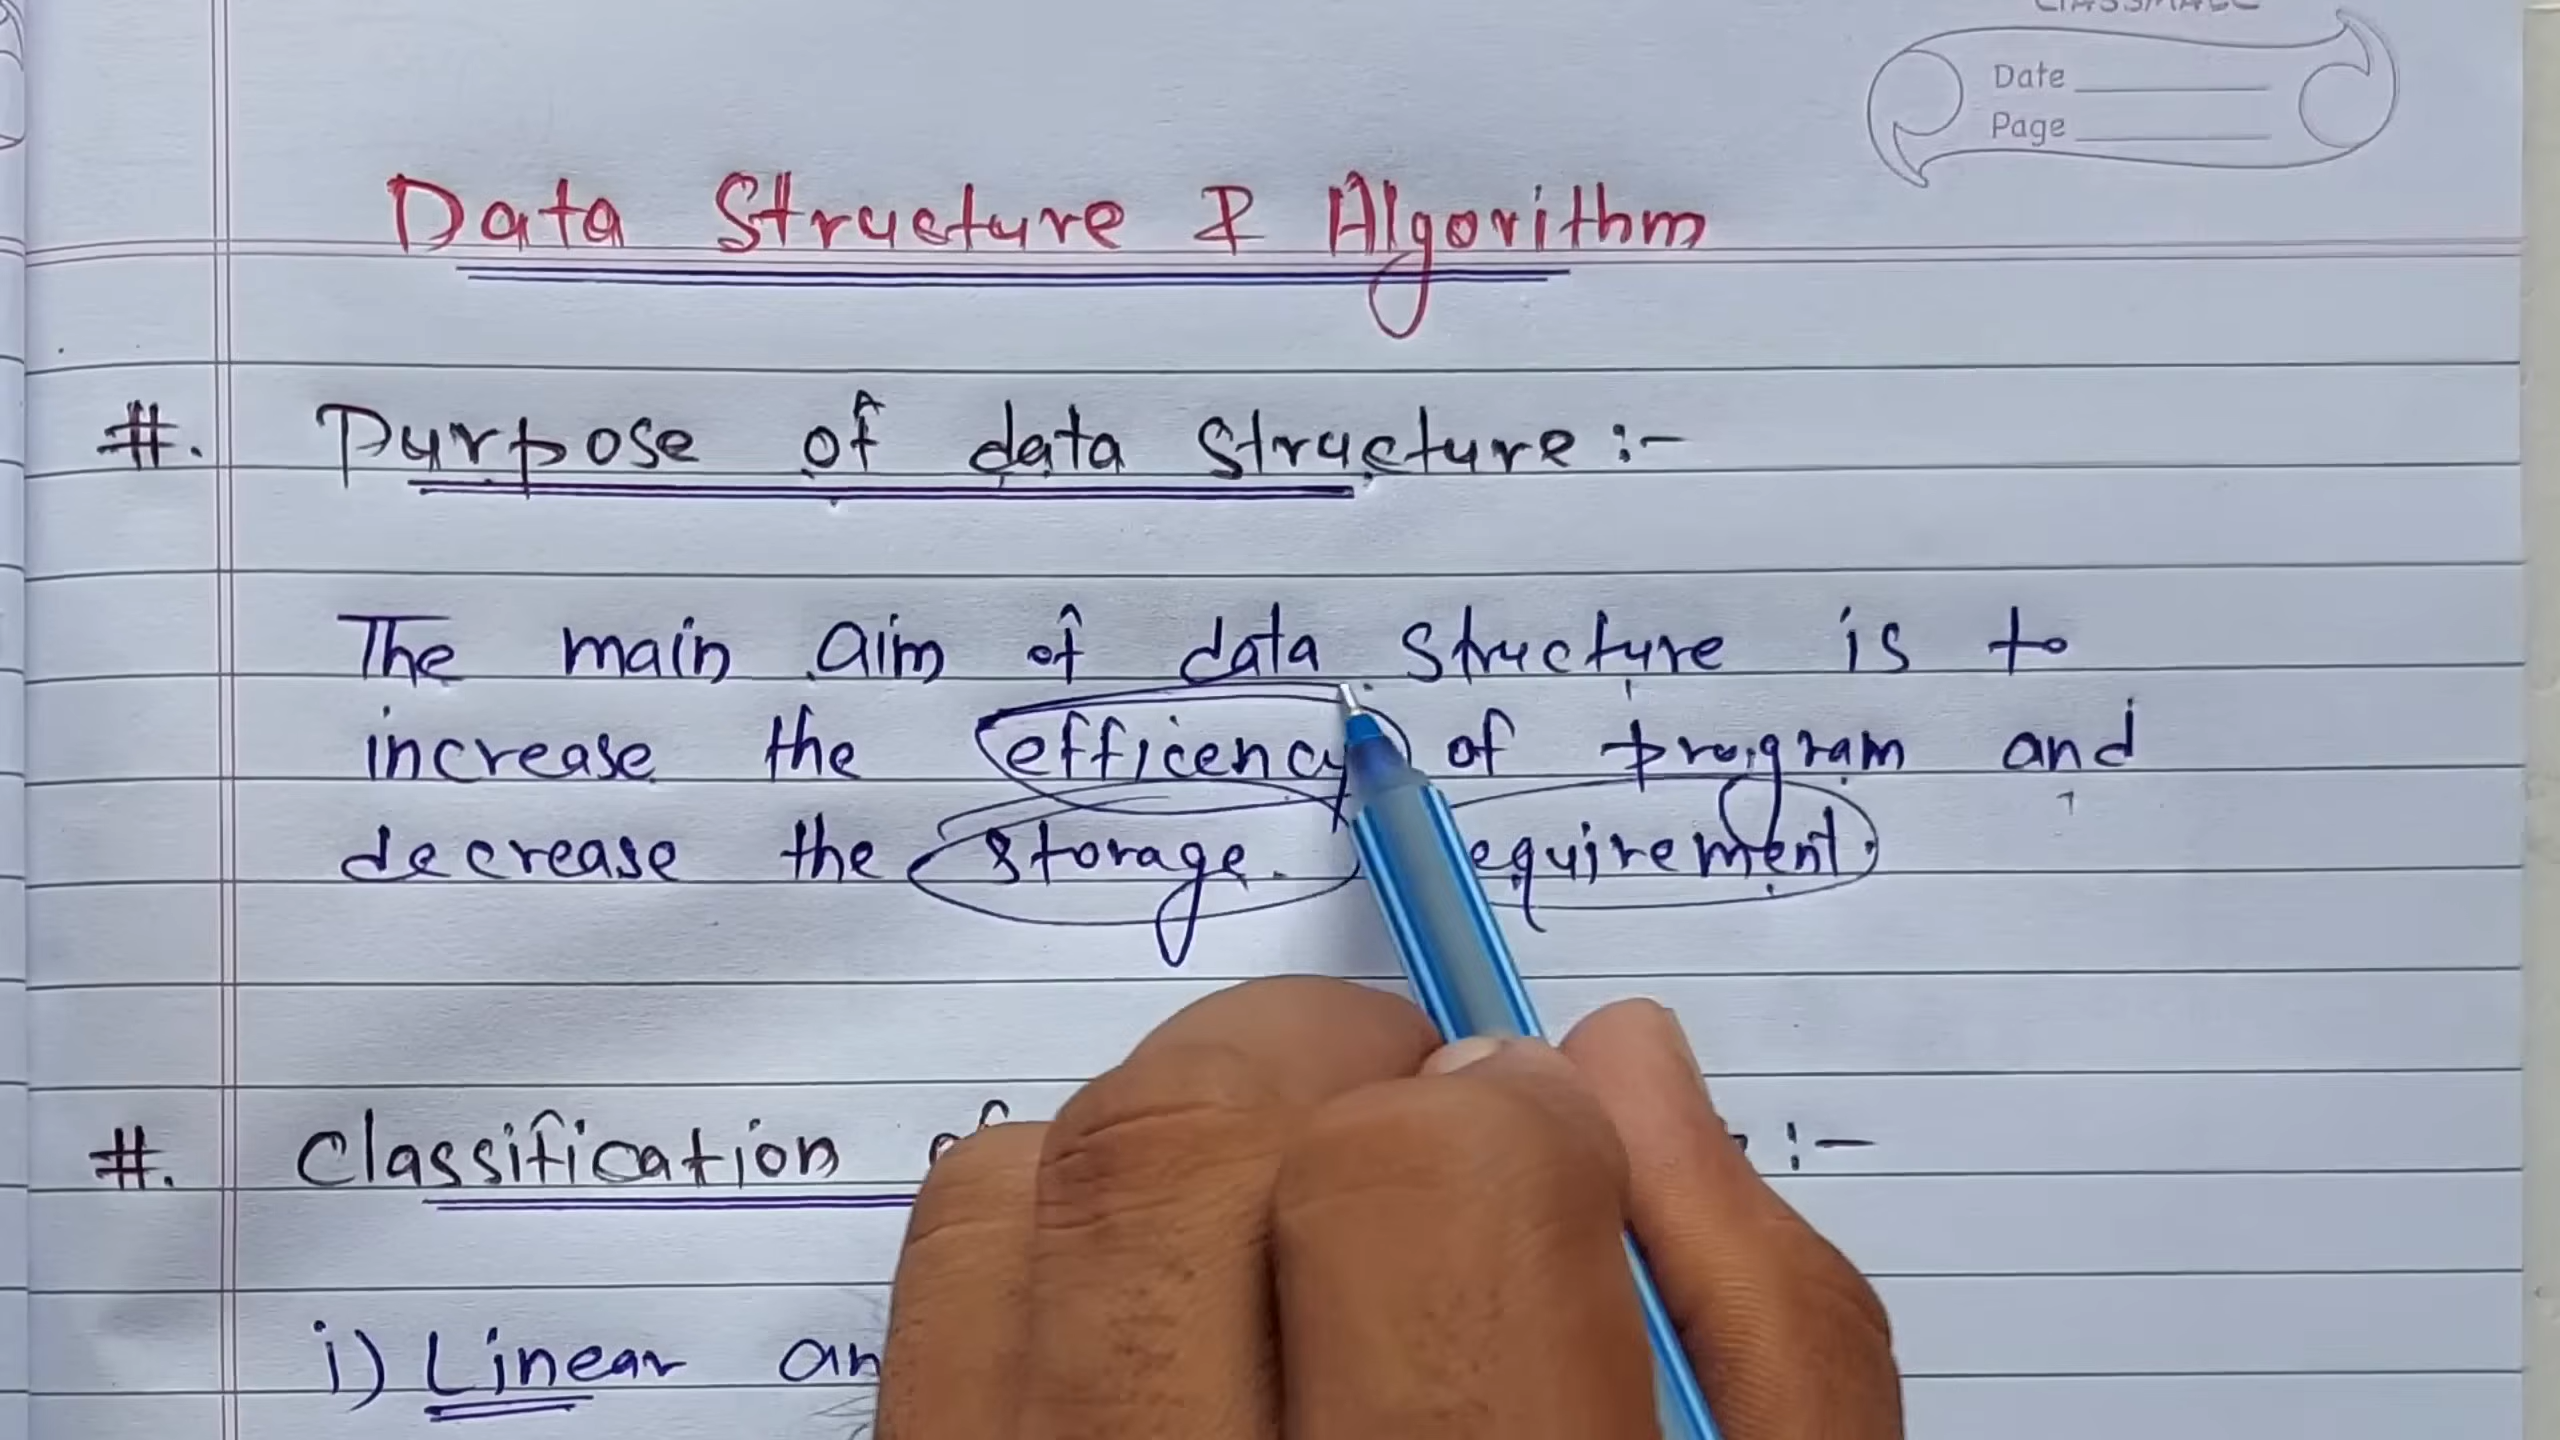 Date
Page
Data Structure & Algorithm
#. Purpose of data structure :-
The main aim of data structure is to
increase the efficency of program and
decrease the storage requirement.
#. Classification of :-
i) Linear